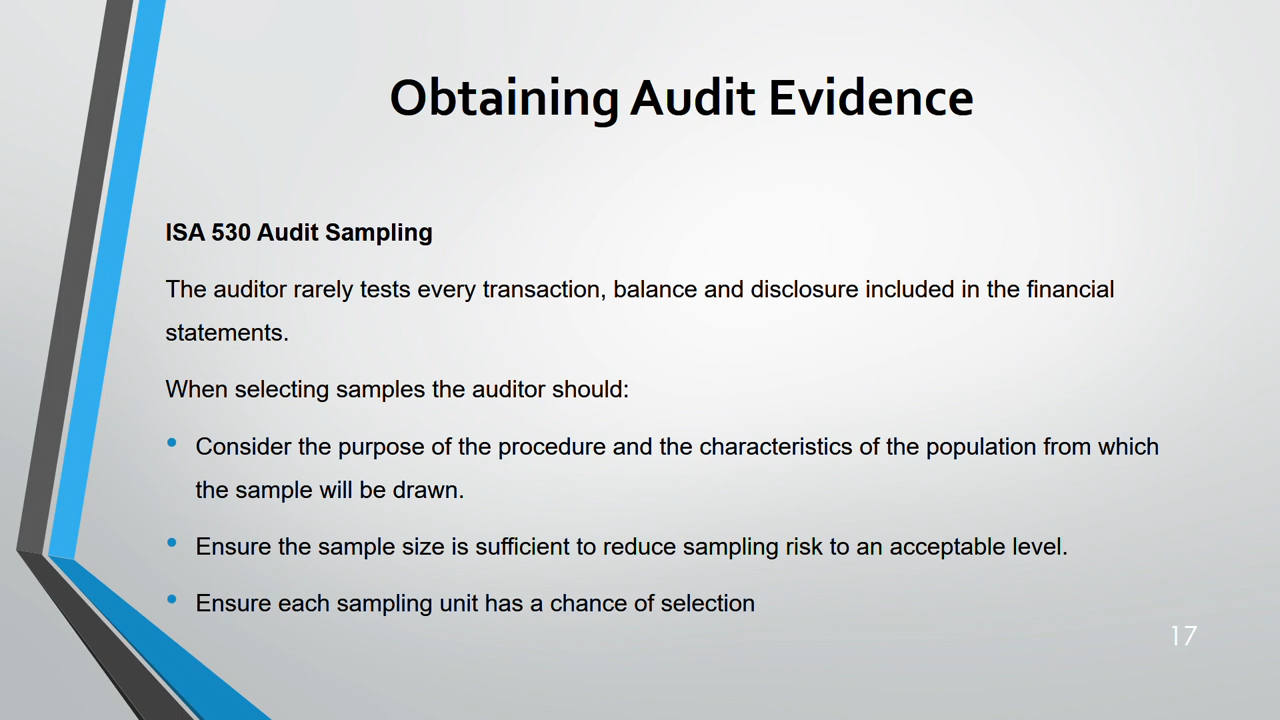 Obtaining Audit Evidence
ISA 530 Audit Sampling
The auditor rarely tests every transaction, balance and disclosure included in the financial
statements.
When selecting samples the auditor should:
• Consider the purpose of the procedure and the characteristics of the population from which
the sample will be drawn.
• Ensure the sample size is sufficient to reduce sampling risk to an acceptable level.
• Ensure each sampling unit has a chance of selection
17